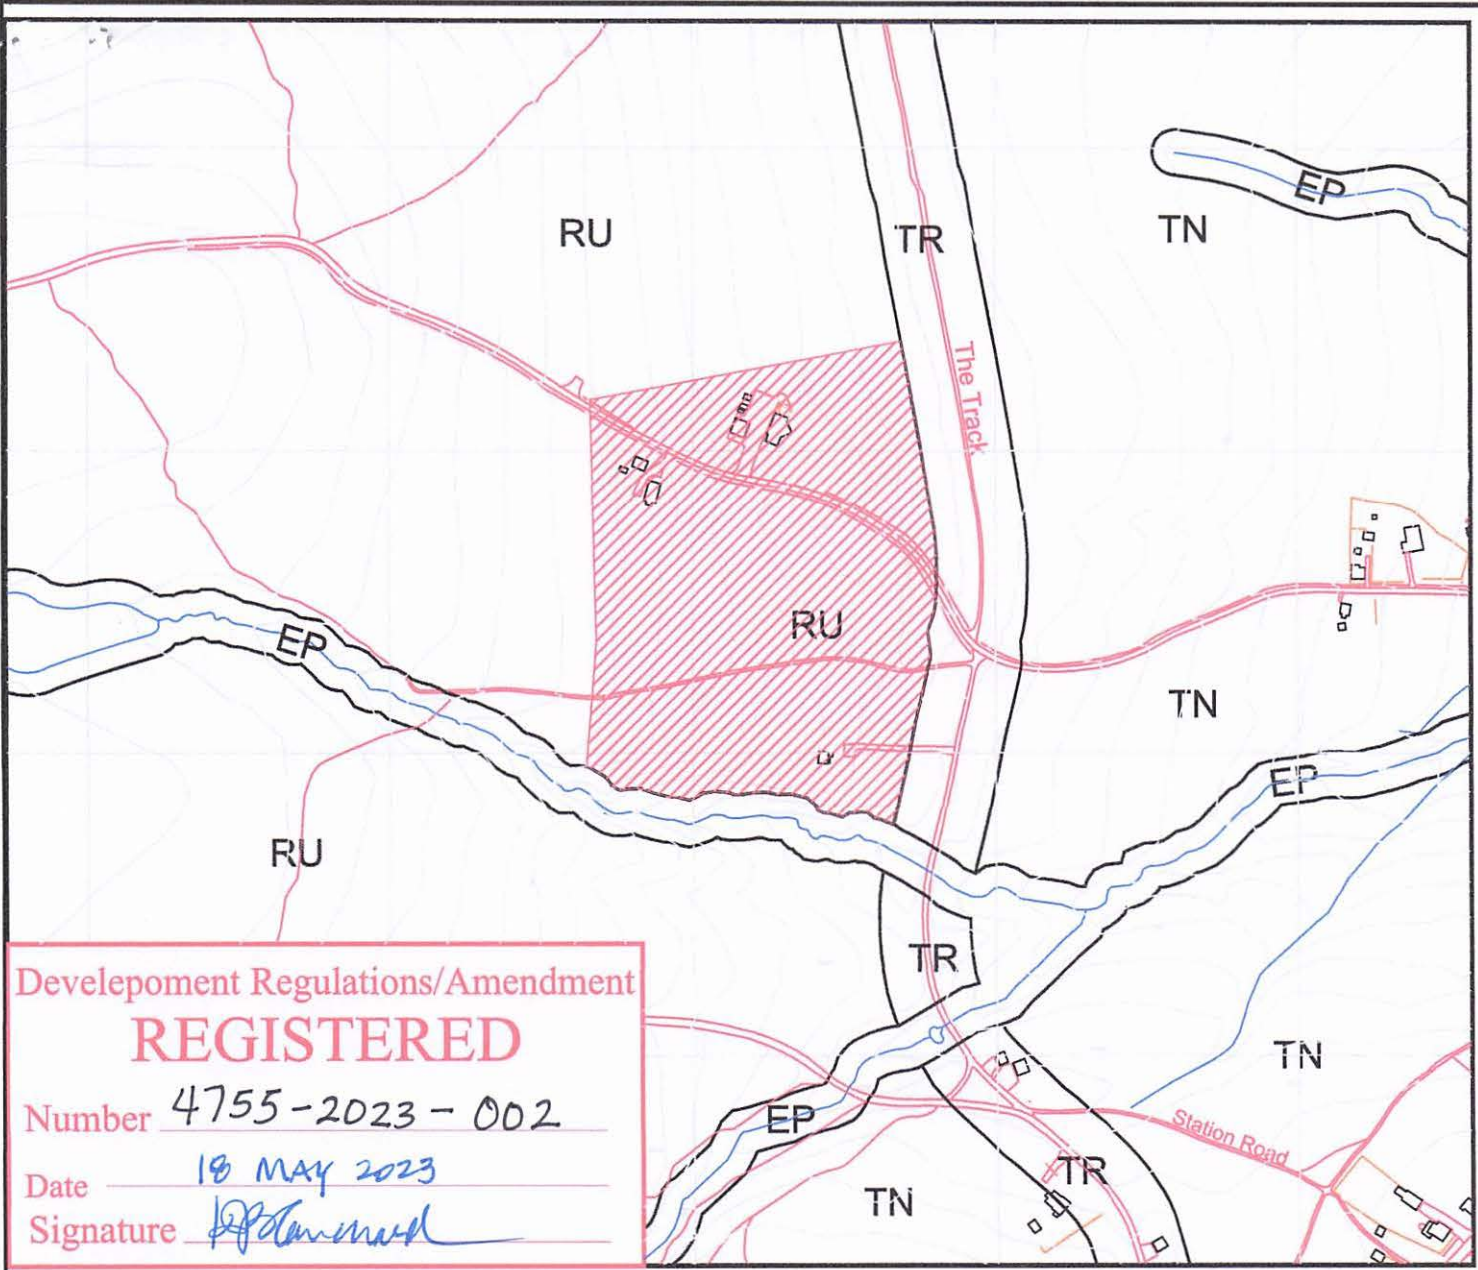 EP
RU
TR
TN
The Track
RU
EP
TN
EP
RU
TR
Develepoment Regulations/Amendment
REGISTERED
Number 4755-2023-002
Date 18 MAY 2023
Signature
TN
EP
Station Road
TR
TN